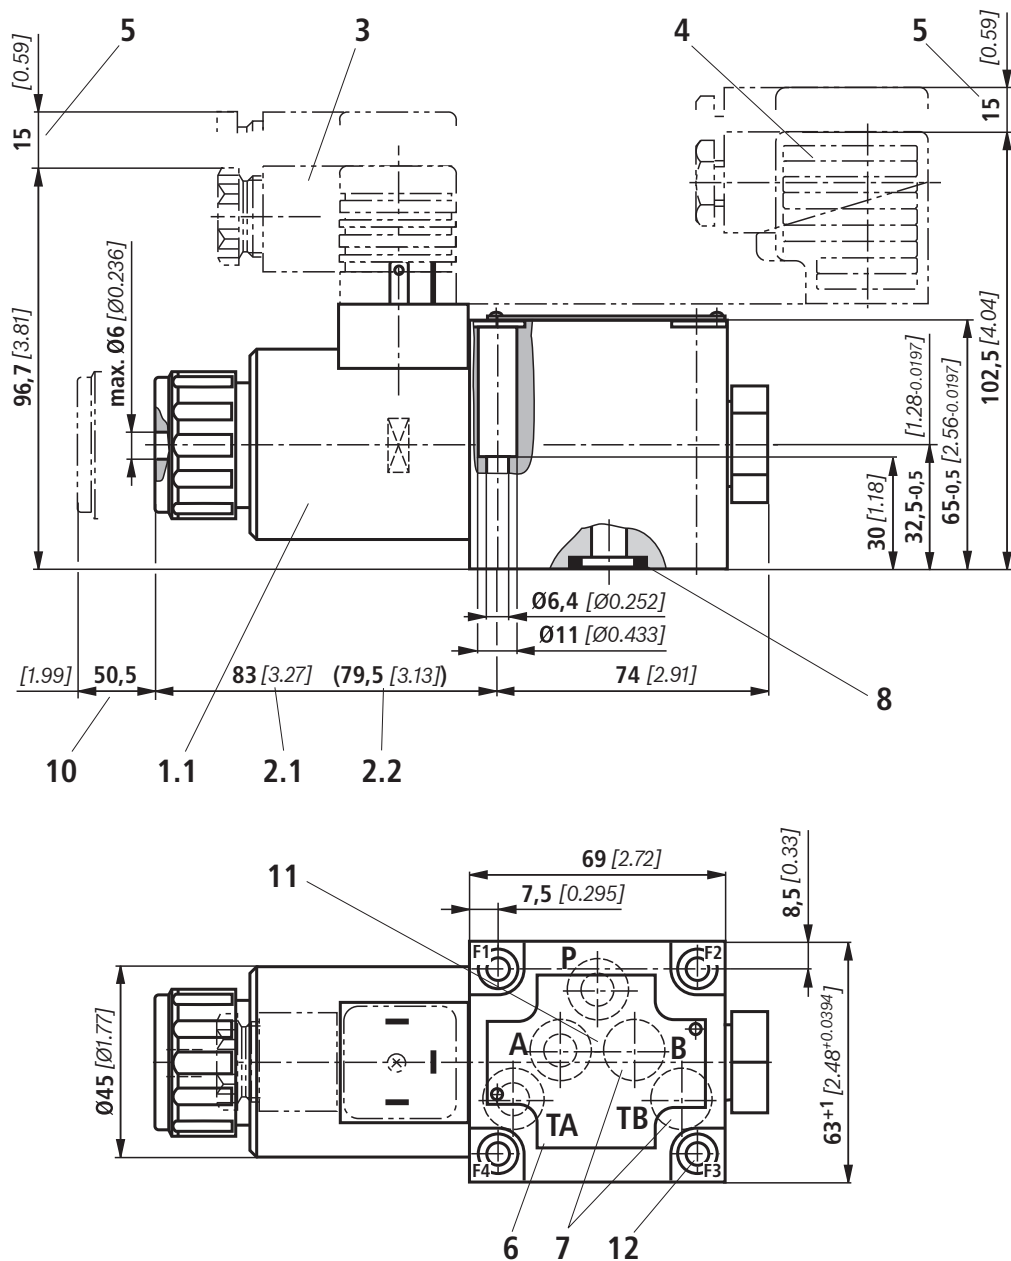 5
3
4
5
[0.59]
15
[0.59]
15
96,7 [3.81]
max. Ø6 [Ø0.236]
30 [1.18]
32,5-0,5 [1.28-0.0197]
65-0,5 [2.56-0.0197]
102,5 [4.04]
Ø6,4 [Ø0.252]
Ø11 [Ø0.433]
[1.99] 50,5
83 [3.27]
(79,5 [3.13])
74 [2.91]
8
10
1.1
2.1
2.2
69 [2.72]
7,5 [0.295]
8,5 [0.33]
11
F1
P
F2
A
B
TA
TB
F4
F3
Ø45 [Ø1.77]
63+1 [2.48+0.0394]
6
7
12